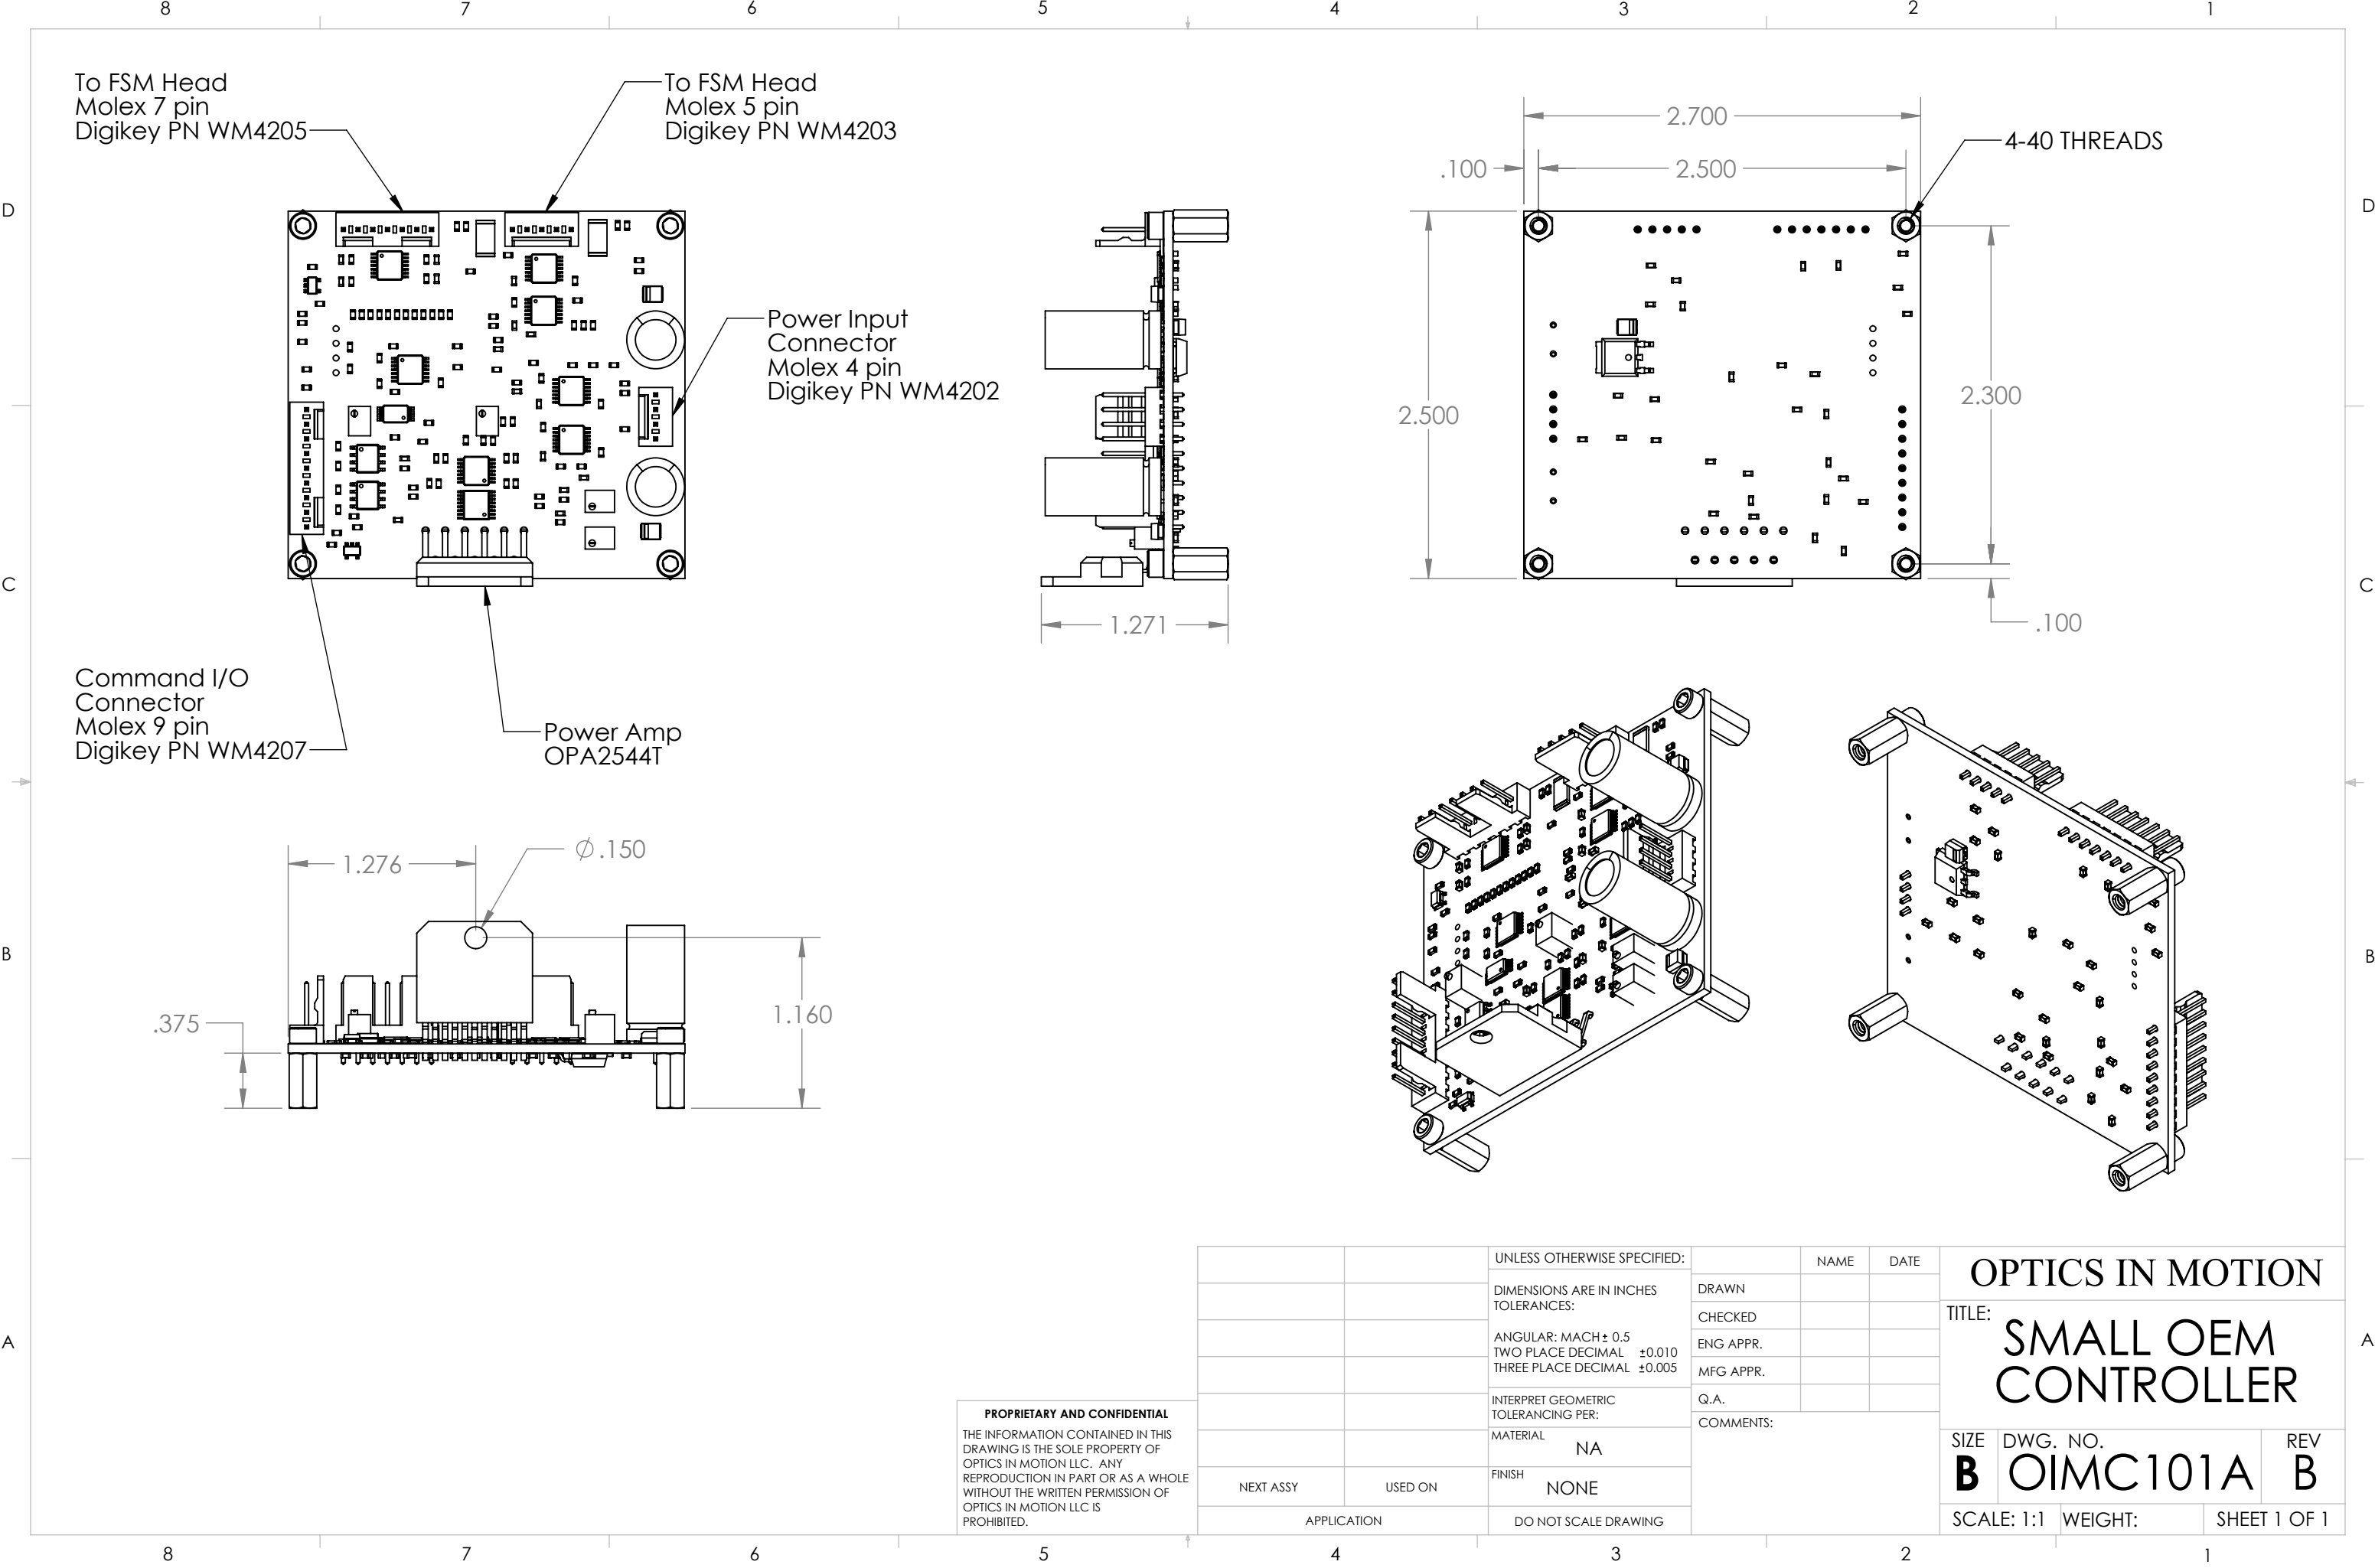 8 7 6 5 4 3 2 1
To FSM Head
Molex 7 pin
Digikey PN WM4205
To FSM Head
Molex 5 pin
Digikey PN WM4203
2.700
4-40 THREADS
.100
2.500
D
D
Power Input
Connector
Molex 4 pin
Digikey PN WM4202
2.500
2.300
C
C
1.271
.100
Command I/O
Connector
Molex 9 pin
Digikey PN WM4207
Power Amp
OPA2544T
1.276
∅.150
B
B
.375
1.160
A
A
UNLESS OTHERWISE SPECIFIED:
DIMENSIONS ARE IN INCHES
TOLERANCES:
ANGULAR: MACH± 0.5
TWO PLACE DECIMAL ±0.010
THREE PLACE DECIMAL ±0.005
INTERPRET GEOMETRIC
TOLERANCING PER:
MATERIAL
NA
FINISH
NONE
DO NOT SCALE DRAWING
NAME DATE
DRAWN
CHECKED
ENG APPR.
MFG APPR.
Q.A.
COMMENTS:
OPTICS IN MOTION
TITLE:
SMALL OEM
CONTROLLER
SIZE DWG. NO. REV
B OIMC101A B
SCALE: 1:1 WEIGHT: SHEET 1 OF 1
PROPRIETARY AND CONFIDENTIAL
THE INFORMATION CONTAINED IN THIS
DRAWING IS THE SOLE PROPERTY OF
OPTICS IN MOTION LLC. ANY
REPRODUCTION IN PART OR AS A WHOLE
WITHOUT THE WRITTEN PERMISSION OF
OPTICS IN MOTION LLC IS
PROHIBITED.
NEXT ASSY USED ON
APPLICATION
8 7 6 5 4 3 2 1